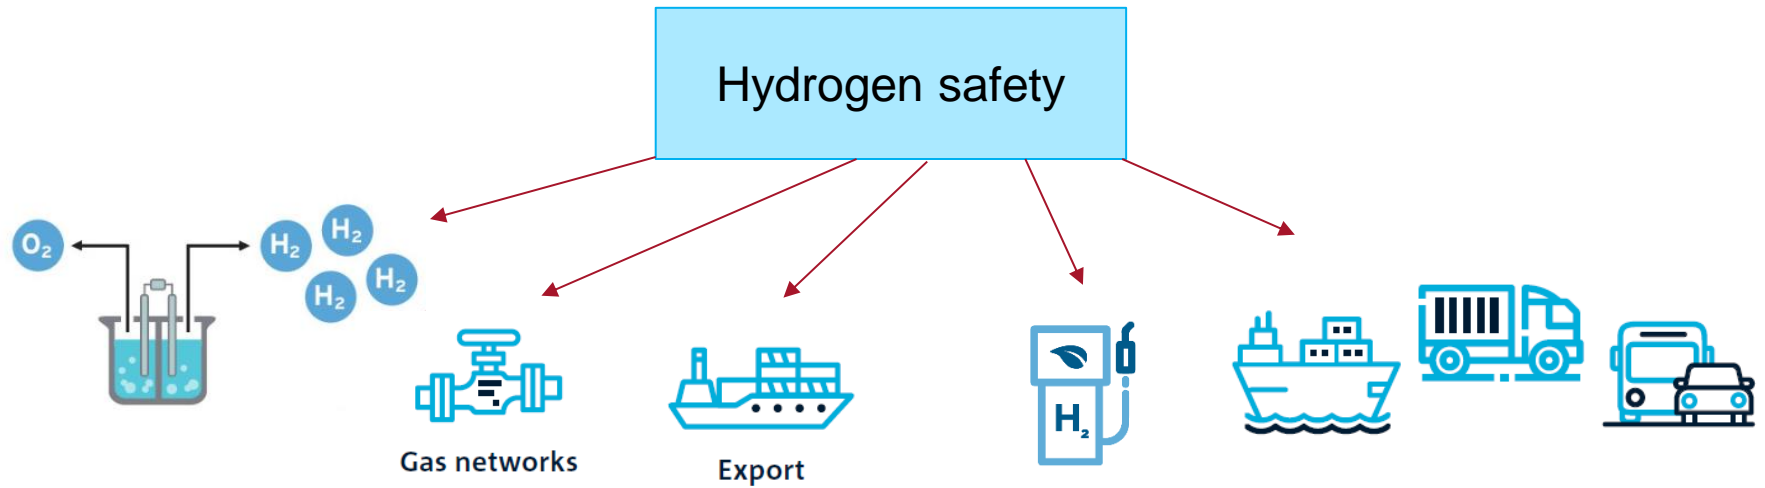 Hydrogen safety
O₂
H₂
H₂
H₂
H₂
H₂
Gas networks
Export